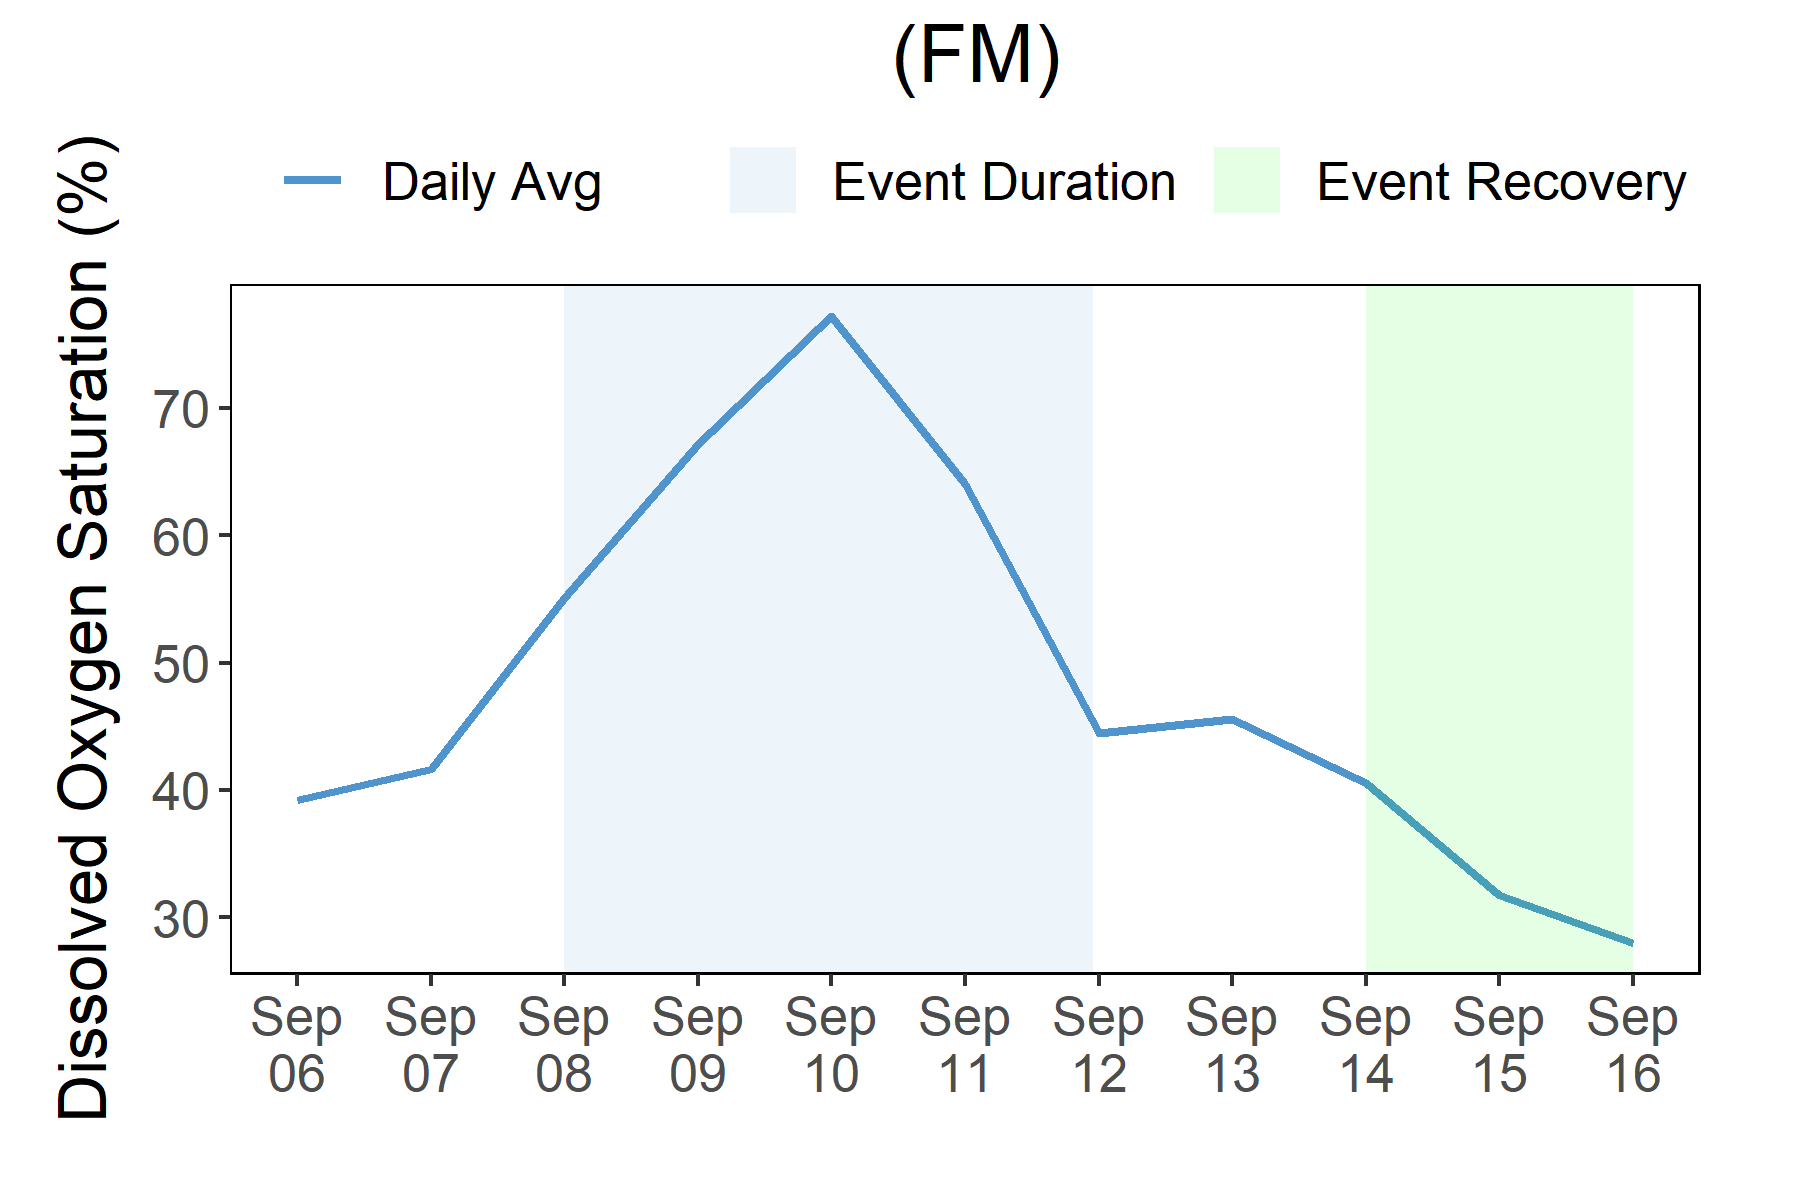 (FM)
Daily Avg Event Duration Event Recovery
Dissolved Oxygen Saturation (%)
70
60
50
40
30
Sep 06 Sep 07 Sep 08 Sep 09 Sep 10 Sep 11 Sep 12 Sep 13 Sep 14 Sep 15 Sep 16